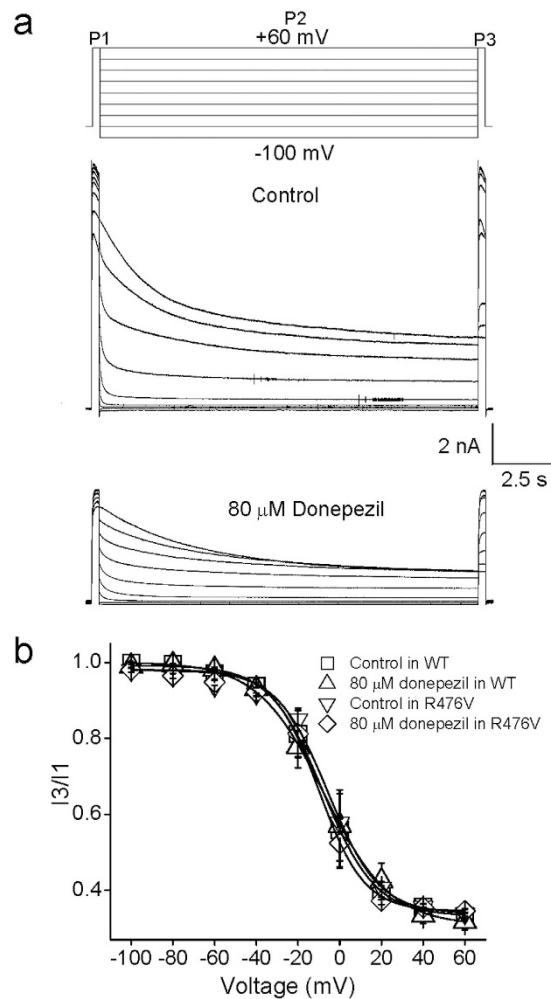 a
P2
P1 +60 mV P3
-100 mV
Control
2 nA
2.5 s
80 μM Donepezil
b
Control in WT
80 μM donepezil in WT
Control in R476V
80 μM donepezil in R476V
I3/I1
1.0
0.8
0.6
0.4
-100 -80 -60 -40 -20 0 20 40 60
Voltage (mV)